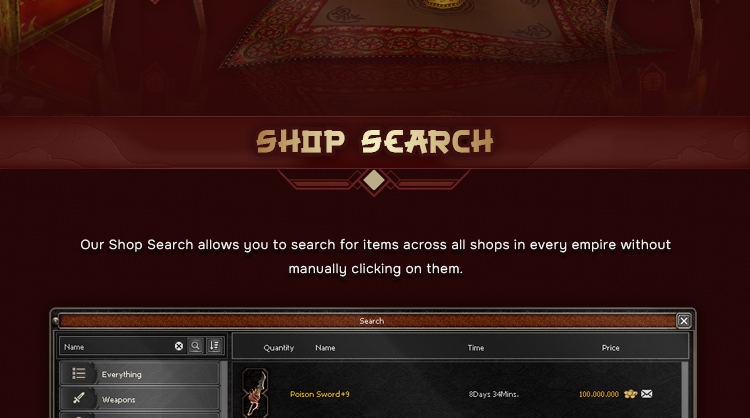 SHOP SEARCH
Our Shop Search allows you to search for items across all shops in every empire without
manually clicking on them.
Search
Name
Quantity Name Time Price
Everything
Poison Sword+9 8Days 34Mins. 100.000.000
Weapons